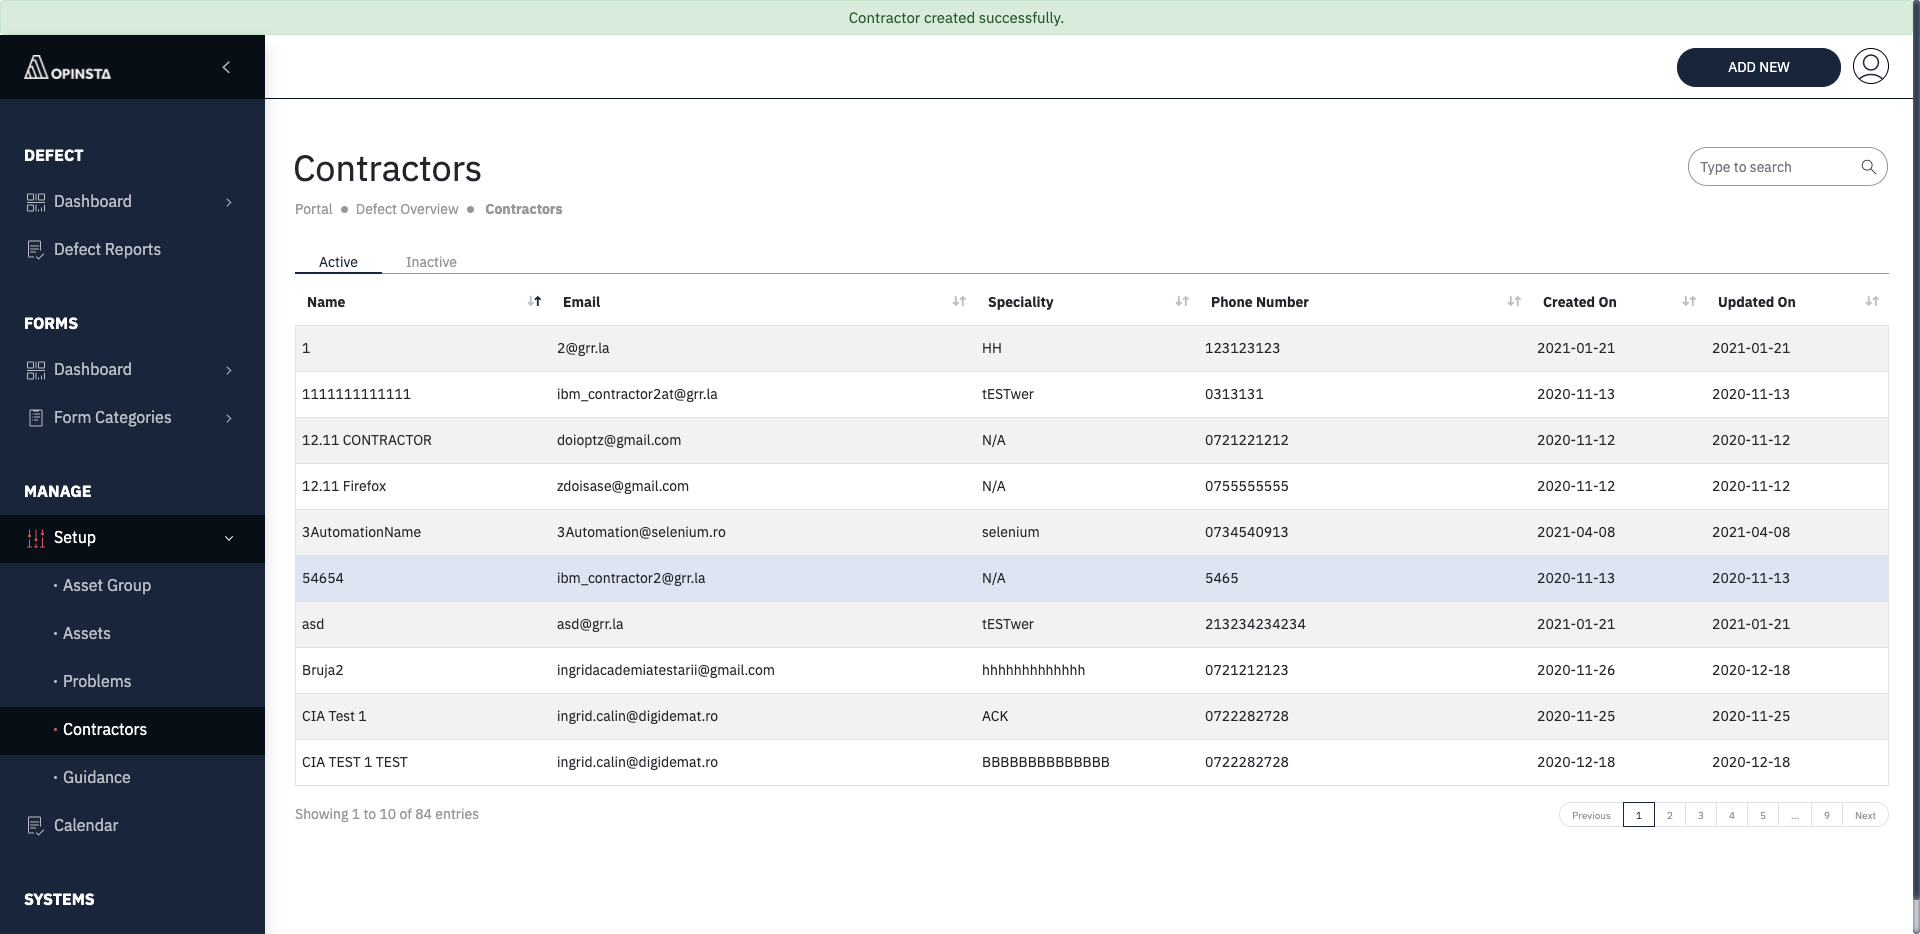 Contractor created successfully.
OPINSTA
ADD NEW
DEFECT
Dashboard
Defect Reports
FORMS
Dashboard
Form Categories
MANAGE
Setup
· Asset Group
· Assets
· Problems
· Contractors
· Guidance
Calendar
SYSTEMS
Contractors
Type to search
Portal ● Defect Overview ● Contractors
Active Inactive
Name Email Speciality Phone Number Created On Updated On
1 2@grr.la HH 123123123 2021-01-21 2021-01-21
1111111111111 ibm_contractor2at@grr.la tESTwer 0313131 2020-11-13 2020-11-13
12.11 CONTRACTOR doioptz@gmail.com N/A 0721221212 2020-11-12 2020-11-12
12.11 Firefox zdoisase@gmail.com N/A 0755555555 2020-11-12 2020-11-12
3AutomationName 3Automation@selenium.ro selenium 0734540913 2021-04-08 2021-04-08
54654 ibm_contractor2@grr.la N/A 5465 2020-11-13 2020-11-13
asd asd@grr.la tESTwer 213234234234 2021-01-21 2021-01-21
Bruja2 ingridacademiatestarii@gmail.com hhhhhhhhhhhhh 0721212123 2020-11-26 2020-12-18
CIA Test 1 ingrid.calin@digidemat.ro ACK 0722282728 2020-11-25 2020-11-25
CIA TEST 1 TEST ingrid.calin@digidemat.ro BBBBBBBBBBBBBB 0722282728 2020-12-18 2020-12-18
Showing 1 to 10 of 84 entries
Previous 1 2 3 4 5 ... 9 Next